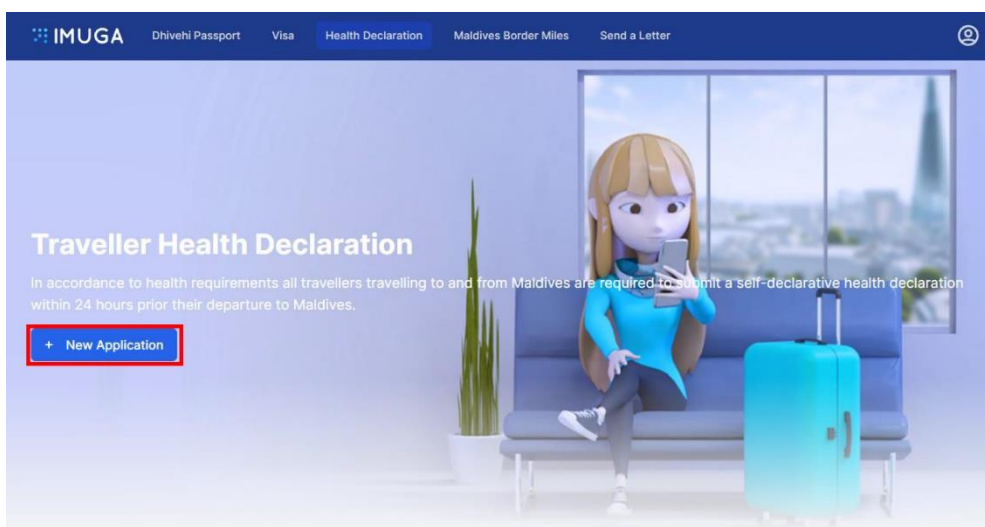 IMUGA Dhivehi Passport Visa Health Declaration Maldives Border Miles Send a Letter
Traveller Health Declaration
In accordance to health requirements all travellers travelling to and from Maldives are required to submit a self-declarative health declaration
within 24 hours prior their departure to Maldives.
+ New Application